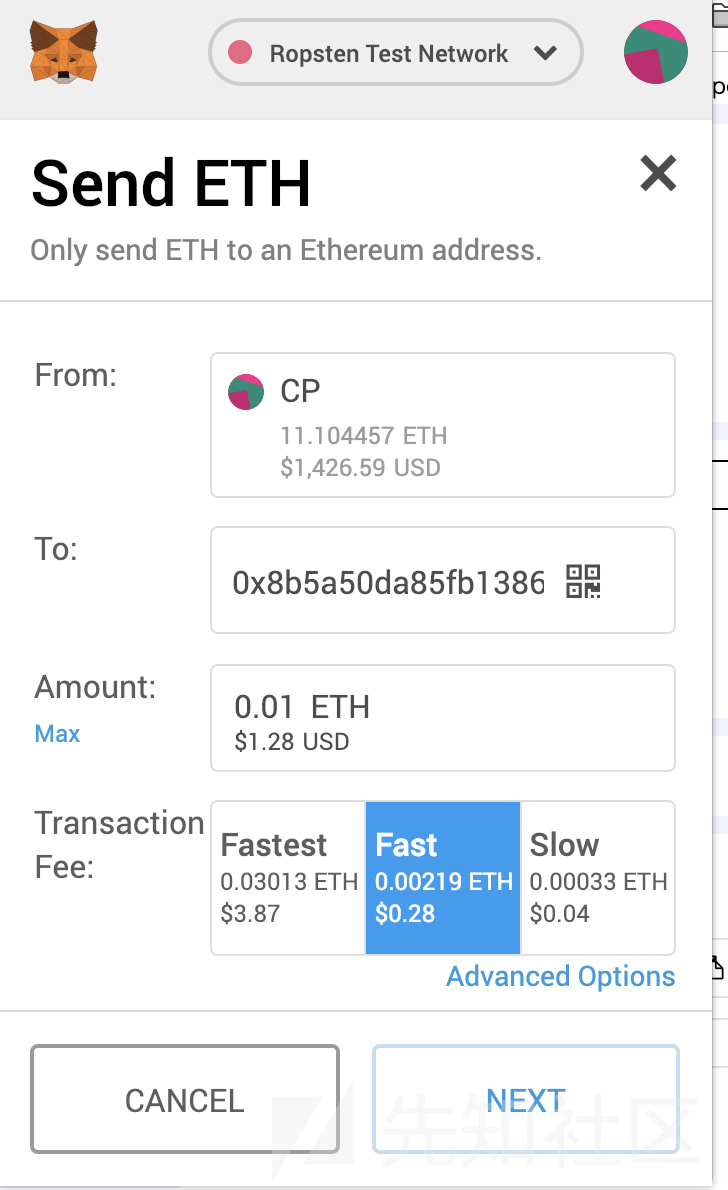 Ropsten Test Network
Send ETH
Only send ETH to an Ethereum address.
From:
CP
11.104457 ETH
$1,426.59 USD
To:
0x8b5a50da85fb1386
Amount:
Max
0.01 ETH
$1.28 USD
Transaction
Fee:
Fastest
0.03013 ETH
$3.87
Fast
0.00219 ETH
$0.28
Slow
0.00033 ETH
$0.04
Advanced Options
CANCEL
NEXT
先知社区